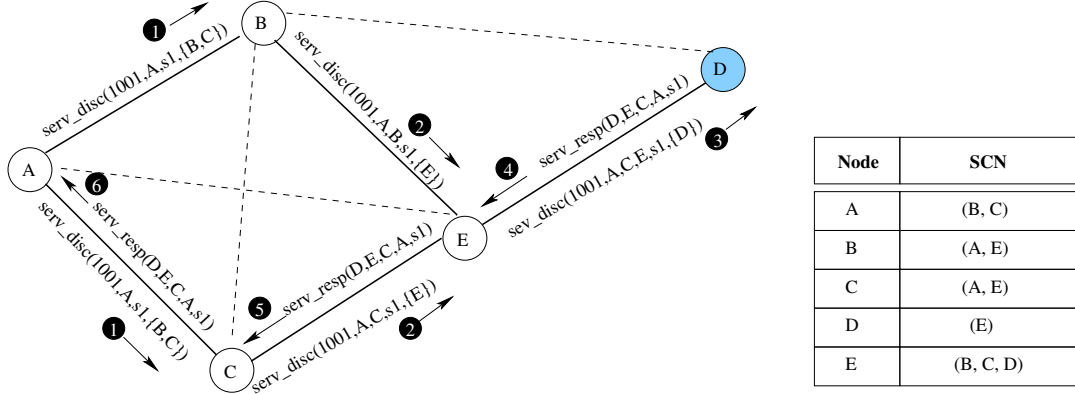 1
serv_disc(1001,A,s1,{B,C})
B
serv_disc(1001,A,B,s1,{E})
2
D
serv_resp(D,E,C,A,s1)
3
4
sev_disc(1001,A,C,E,s1,{D})
A
6
serv_resp(D,E,C,A,s1)
serv_disc(1001,A,s1,{B,C})
1
E
serv_resp(D,E,C,A,s1)
5
2
serv_disc(1001,A,C,s1,{E})
C
Node SCN
A (B, C)
B (A, E)
C (A, E)
D (E)
E (B, C, D)